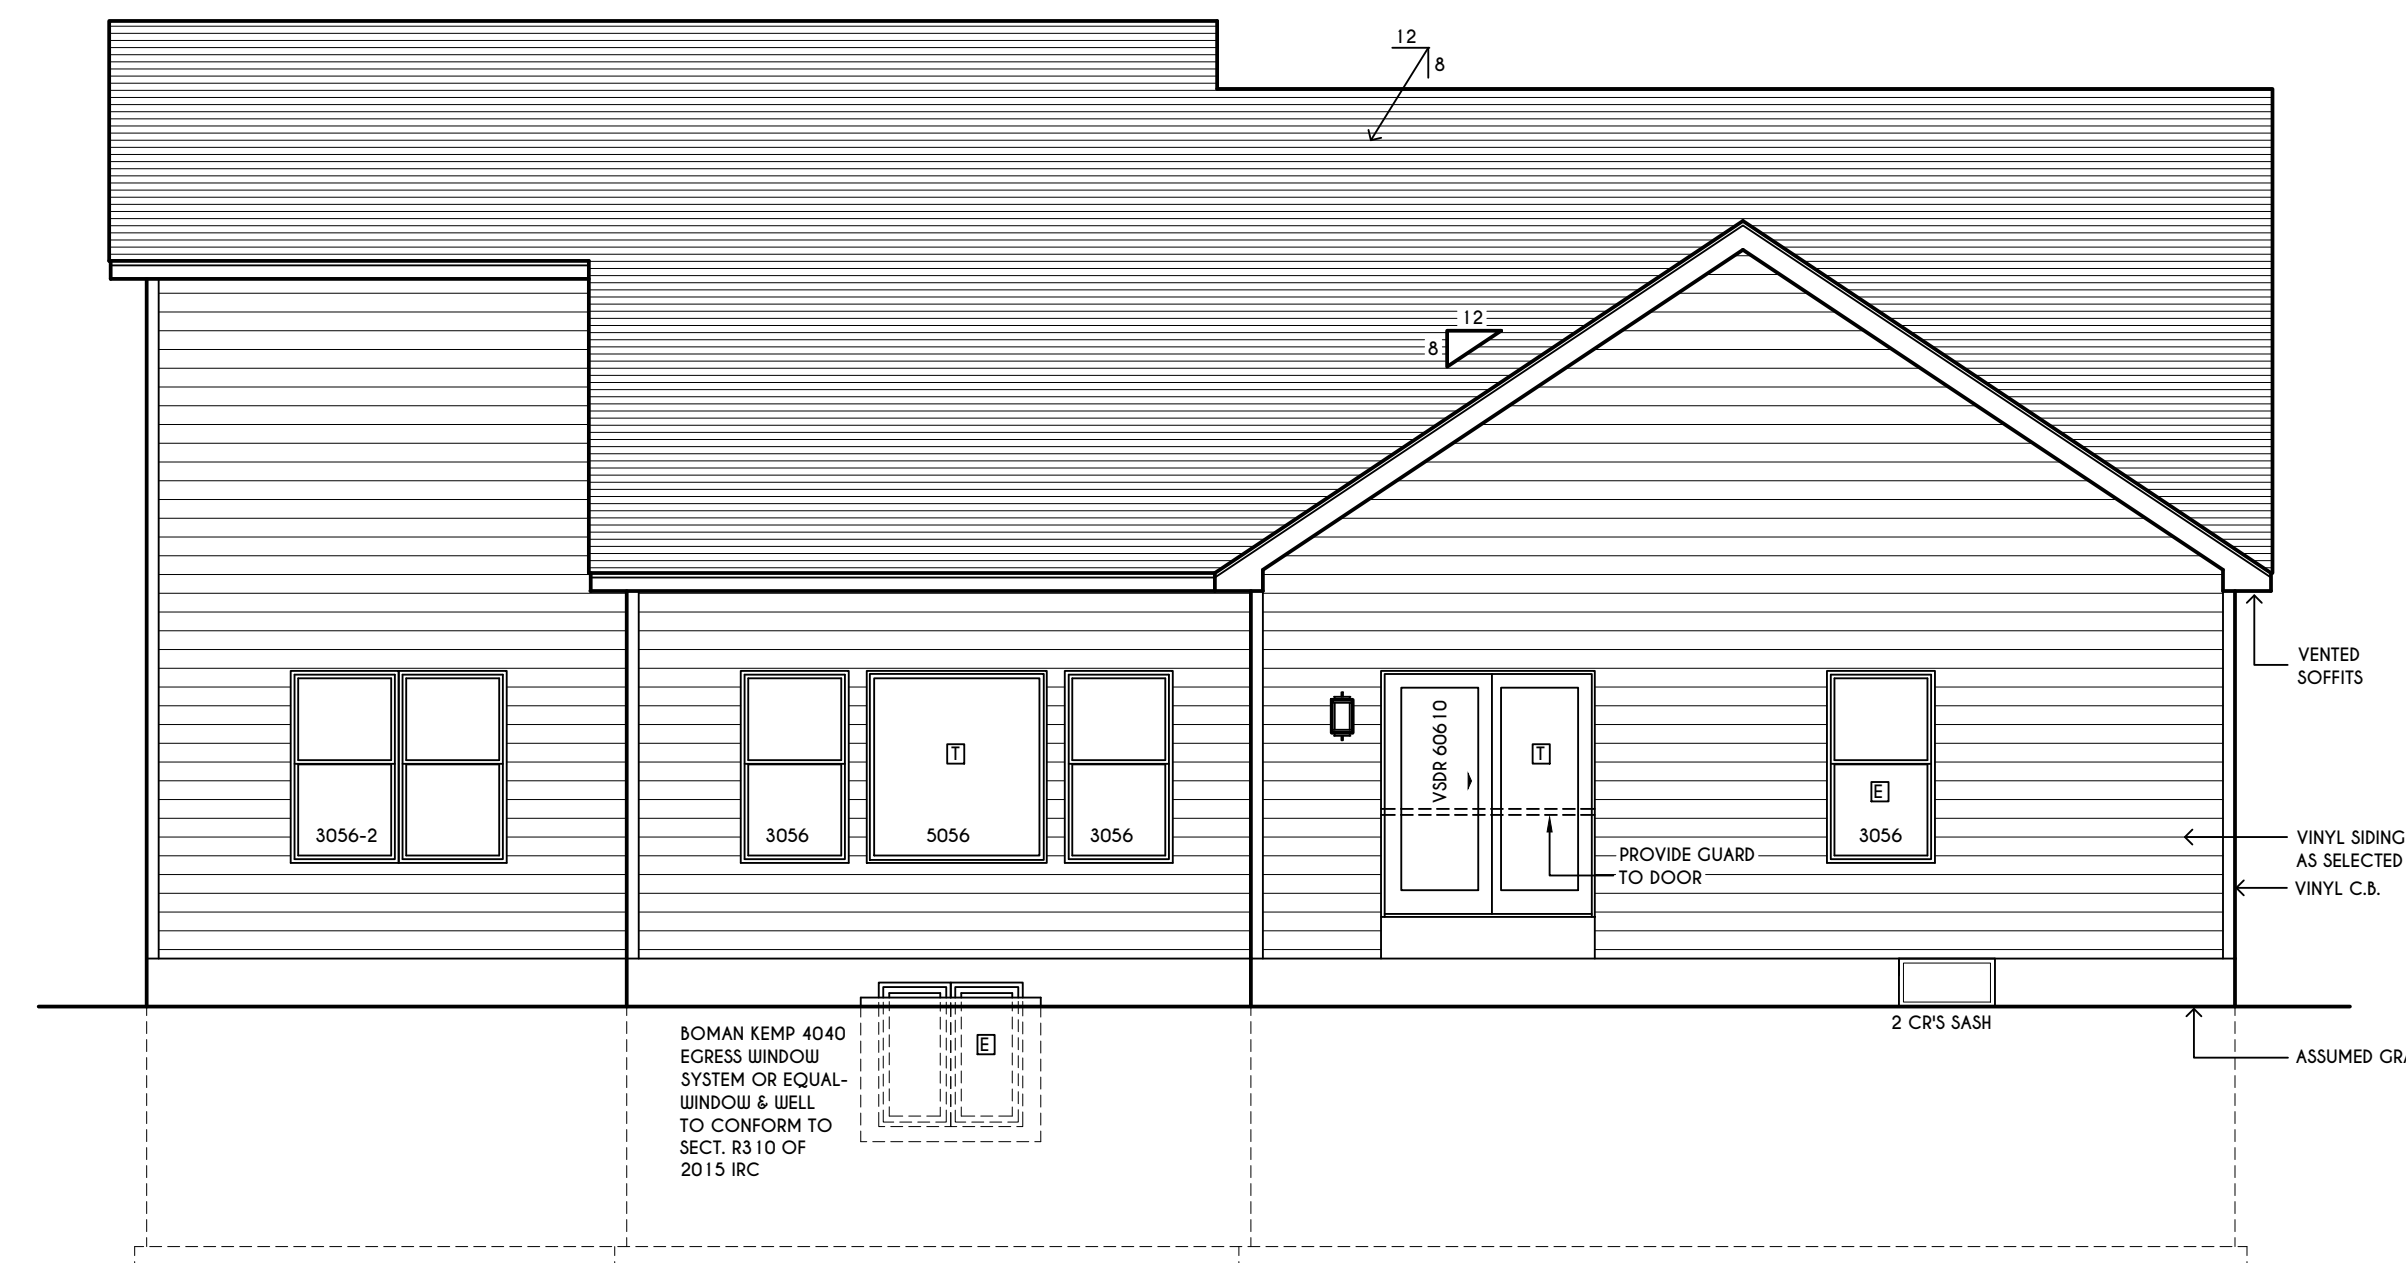 12
8
12
8
VENTED
SOFFITS
VSDR 60610
T
T
E
3056-2
3056
5056
3056
3056
PROVIDE GUARD
TO DOOR
VINYL SIDING
AS SELECTED
VINYL C.B.
2 CR'S SASH
BOMAN KEMP 4040
EGRESS WINDOW
SYSTEM OR EQUAL-
WINDOW & WELL
TO CONFORM TO
SECT. R310 OF
2015 IRC
E
ASSUMED GRA